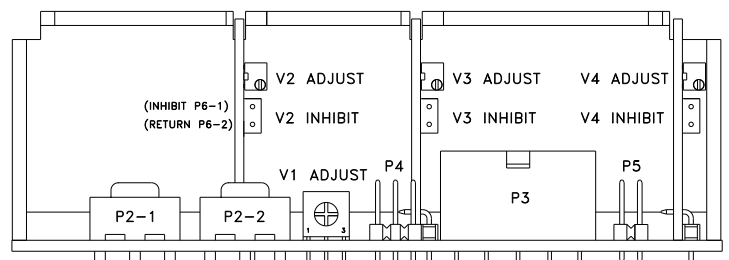 V2 ADJUST
V3 ADJUST
V4 ADJUST
(INHIBIT P6-1)
(RETURN P6-2)
V2 INHIBIT
V3 INHIBIT
V4 INHIBIT
V1 ADJUST
P4
P5
P2-1
P2-2
P3
1 3